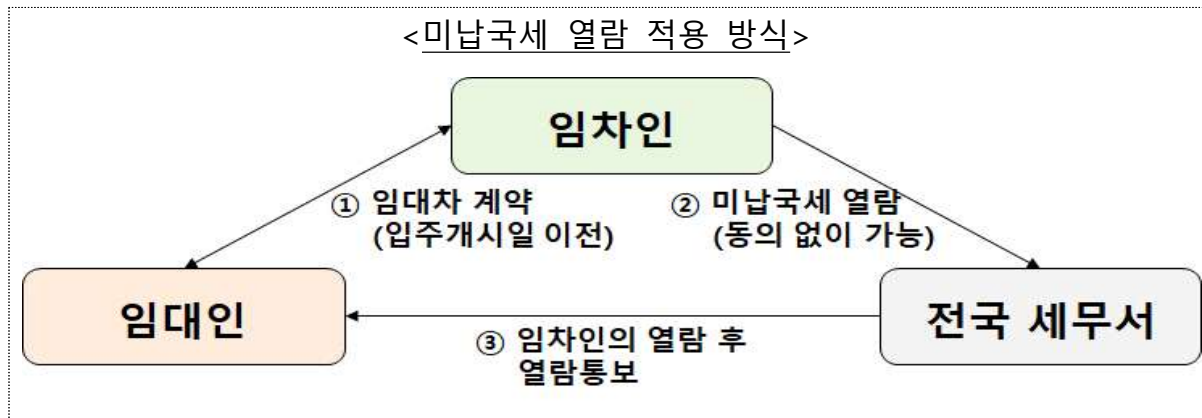 <미납국세 열람 적용 방식>
임차인
① 임대차 계약
(입주개시일 이전)
② 미납국세 열람
(동의 없이 가능)
임대인
전국 세무서
③ 임차인의 열람 후
열람통보